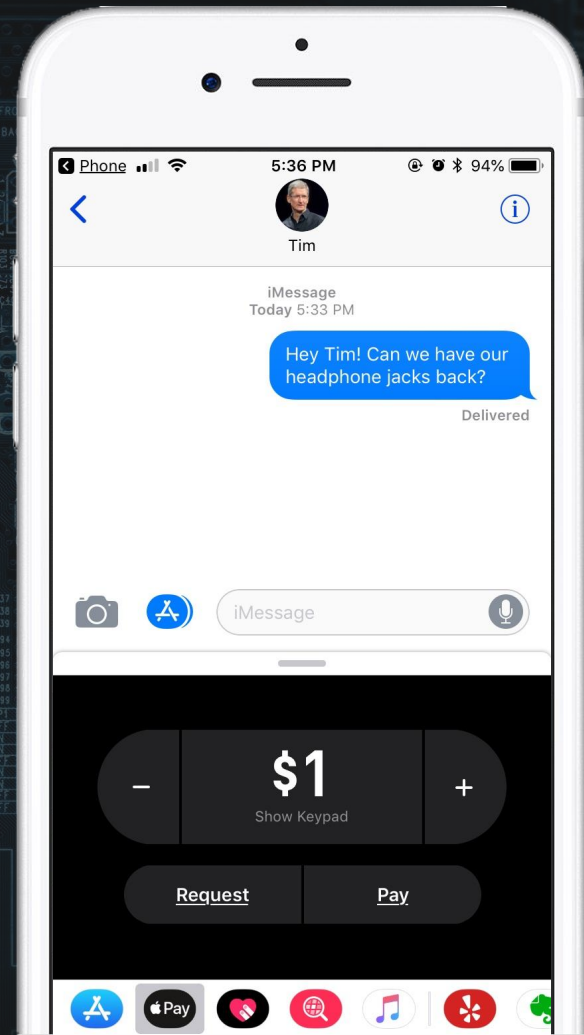 Phone
5:36 PM
94%
Tim
iMessage
Today 5:33 PM
Hey Tim! Can we have our
headphone jacks back?
Delivered
iMessage
$1
Show Keypad
Request
Pay
Pay